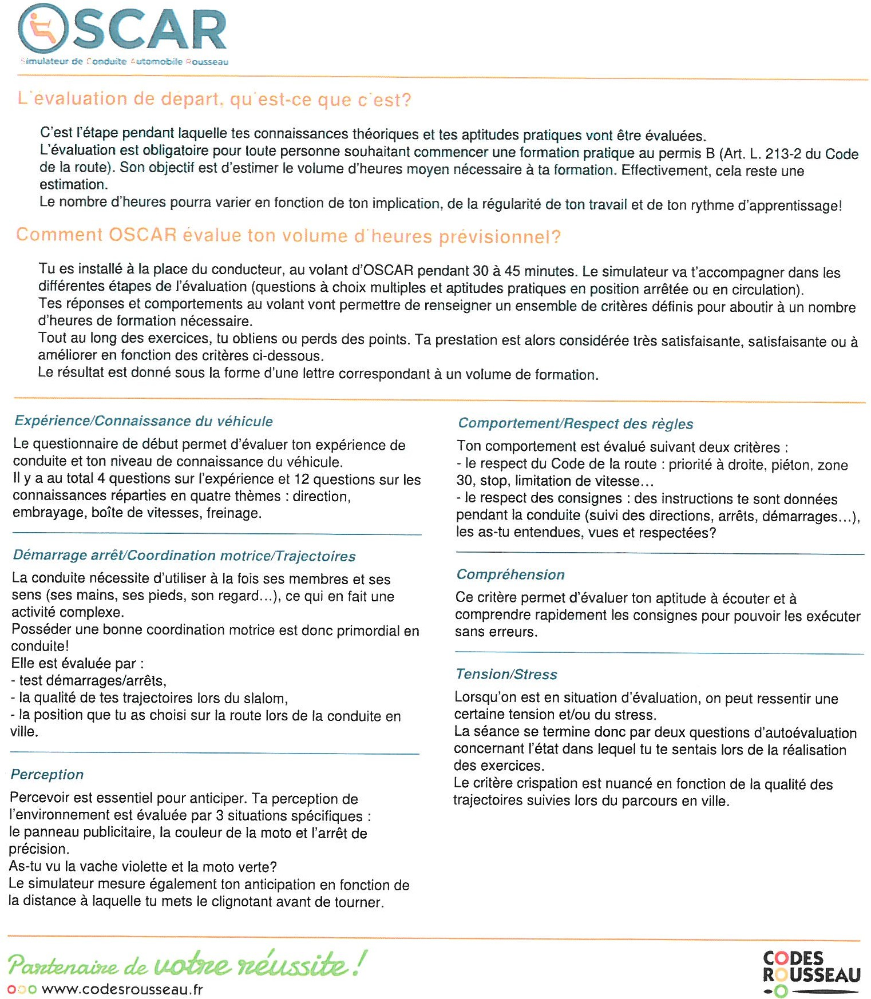 OSCAR
Simulateur de Conduite Automobile Rousseau
L'évaluation de départ, qu'est-ce que c'est?
C'est l'étape pendant laquelle tes connaissances théoriques et tes aptitudes pratiques vont être évaluées.
L'évaluation est obligatoire pour toute personne souhaitant commencer une formation pratique au permis B (Art. L. 213-2 du Code
de la route). Son objectif est d'estimer le volume d'heures moyen nécessaire à ta formation. Effectivement, cela reste une
estimation.
Le nombre d'heures pourra varier en fonction de ton implication, de la régularité de ton travail et de ton rythme d'apprentissage!
Comment OSCAR évalue ton volume d'heures prévisionnel?
Tu es installé à la place du conducteur, au volant d'OSCAR pendant 30 à 45 minutes. Le simulateur va t'accompagner dans les
différentes étapes de l'évaluation (questions à choix multiples et aptitudes pratiques en position arrêtée ou en circulation).
Tes réponses et comportements au volant vont permettre de renseigner un ensemble de critères définis pour aboutir à un nombre
d'heures de formation nécessaire.
Tout au long des exercices, tu obtiens ou perds des points. Ta prestation est alors considérée très satisfaisante, satisfaisante ou à
améliorer en fonction des critères ci-dessous.
Le résultat est donné sous la forme d'une lettre correspondant à un volume de formation.
Expérience/Connaissance du véhicule
Le questionnaire de début permet d'évaluer ton expérience de
conduite et ton niveau de connaissance du véhicule.
Il y a au total 4 questions sur l'expérience et 12 questions sur les
connaissances réparties en quatre thèmes : direction,
embrayage, boîte de vitesses, freinage.
Démarrage arrêt/Coordination motrice/Trajectoires
La conduite nécessite d'utiliser à la fois ses membres et ses
sens (ses mains, ses pieds, son regard...), ce qui en fait une
activité complexe.
Posséder une bonne coordination motrice est donc primordial en
conduite!
Elle est évaluée par :
- test démarrages/arrêts,
- la qualité de tes trajectoires lors du slalom,
- la position que tu as choisi sur la route lors de la conduite en
ville.
Perception
Percevoir est essentiel pour anticiper. Ta perception de
l'environnement est évaluée par 3 situations spécifiques :
le panneau publicitaire, la couleur de la moto et l'arrêt de
précision.
As-tu vu la vache violette et la moto verte?
Le simulateur mesure également ton anticipation en fonction de
la distance à laquelle tu mets le clignotant avant de tourner.
Comportement/Respect des règles
Ton comportement est évalué suivant deux critères :
- le respect du Code de la route : priorité à droite, piéton, zone
30, stop, limitation de vitesse...
- le respect des consignes : des instructions te sont données
pendant la conduite (suivi des directions, arrêts, démarrages...),
les as-tu entendues, vues et respectées?
Compréhension
Ce critère permet d'évaluer ton aptitude à écouter et à
comprendre rapidement les consignes pour pouvoir les exécuter
sans erreurs.
Tension/Stress
Lorsqu'on est en situation d'évaluation, on peut ressentir une
certaine tension et/ou du stress.
La séance se termine donc par deux questions d'autoévaluation
concernant l'état dans lequel tu te sentais lors de la réalisation
des exercices.
Le critère crispation est nuancé en fonction de la qualité des
trajectoires suivies lors du parcours en ville.
Partenaire de votre réussite !
www.codesrousseau.fr
CODES
ROUSSEAU